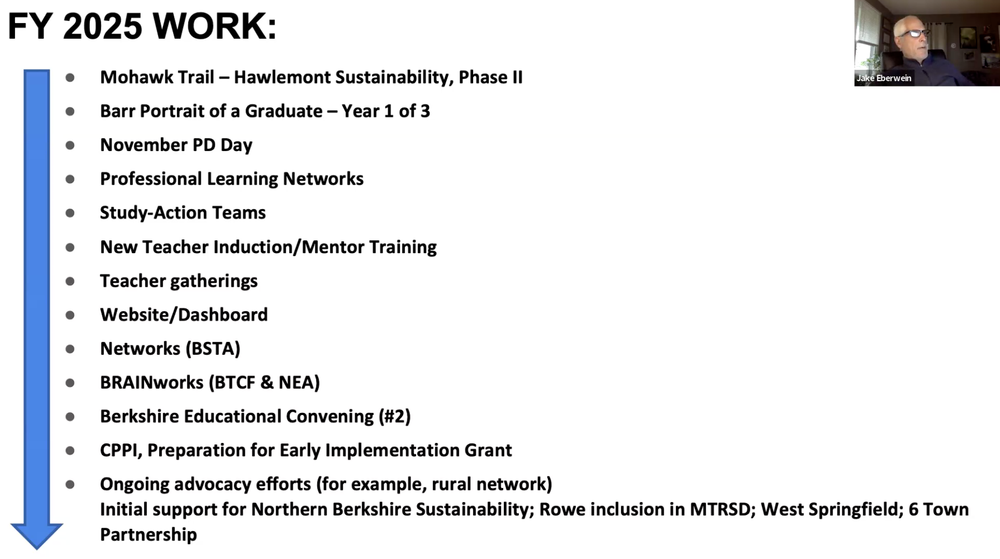 FY 2025 WORK:
Jake Eberwein
● Mohawk Trail – Hawlemont Sustainability, Phase II
● Barr Portrait of a Graduate – Year 1 of 3
● November PD Day
● Professional Learning Networks
● Study-Action Teams
● New Teacher Induction/Mentor Training
● Teacher gatherings
● Website/Dashboard
● Networks (BSTA)
● BRAINworks (BTCF & NEA)
● Berkshire Educational Convening (#2)
● CPPI, Preparation for Early Implementation Grant
● Ongoing advocacy efforts (for example, rural network)
Initial support for Northern Berkshire Sustainability; Rowe inclusion in MTRSD; West Springfield; 6 Town
Partnership